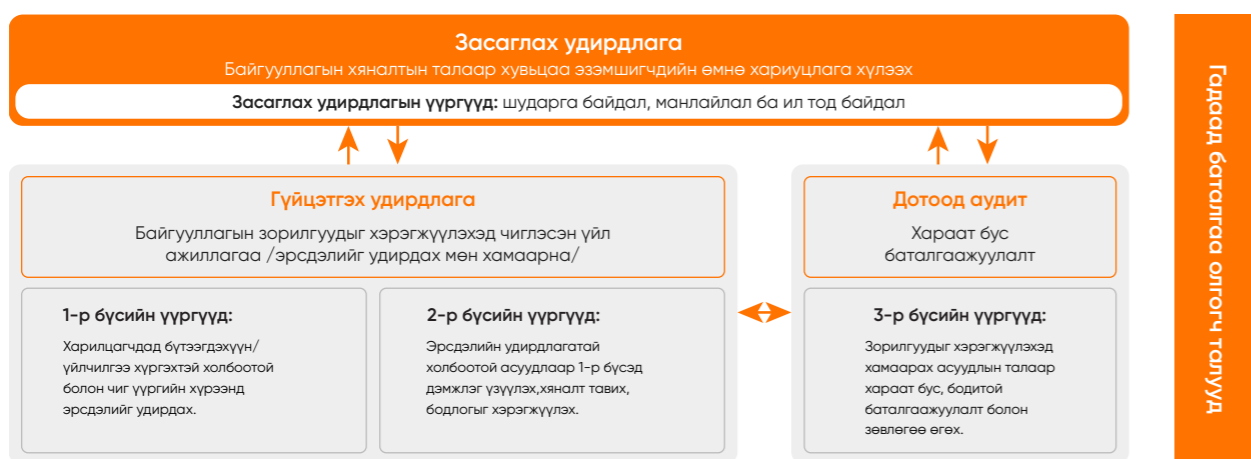 Засаглах удирдлага
Байгууллагын хяналтын талаар хувьцаа эзэмшигчдийн өмнө хариуцлага хүлээх
Засаглах удирдлагын үүргүүд: шударга байдал, манлайлал ба ил тод байдал
Гүйцэтгэх удирдлага
Байгууллагын зорилгуудыг хэрэгжүүлэхэд чиглэсэн үйл
ажиллагаа /эрсдэлийг удирдах мөн хамаарна/
1-р бүсийн үүргүүд:
Харилцагчдад бүтээгдэхүүн/
үйлчилгээ хүргэхтэй холбоотой
болон чиг үүргийн хүрээнд
эрсдэлийг удирдах.
2-р бүсийн үүргүүд:
Эрсдэлийн удирдлагатай
холбоотой асуудлаар 1-р бүсэд
дэмжлэг үзүүлэх,хяналт тавих,
бодлогыг хэрэгжүүлэх.
Дотоод аудит
Хараат бус
баталгаажуулалт
3-р бүсийн үүргүүд:
Зорилгуудыг хэрэгжүүлэхэд
хамаарах асуудлын талаар
хараат бус, бодитой
баталгаажуулалт болон
зөвлөгөө өгөх.
Гадаад баталгаа олгогч талууд